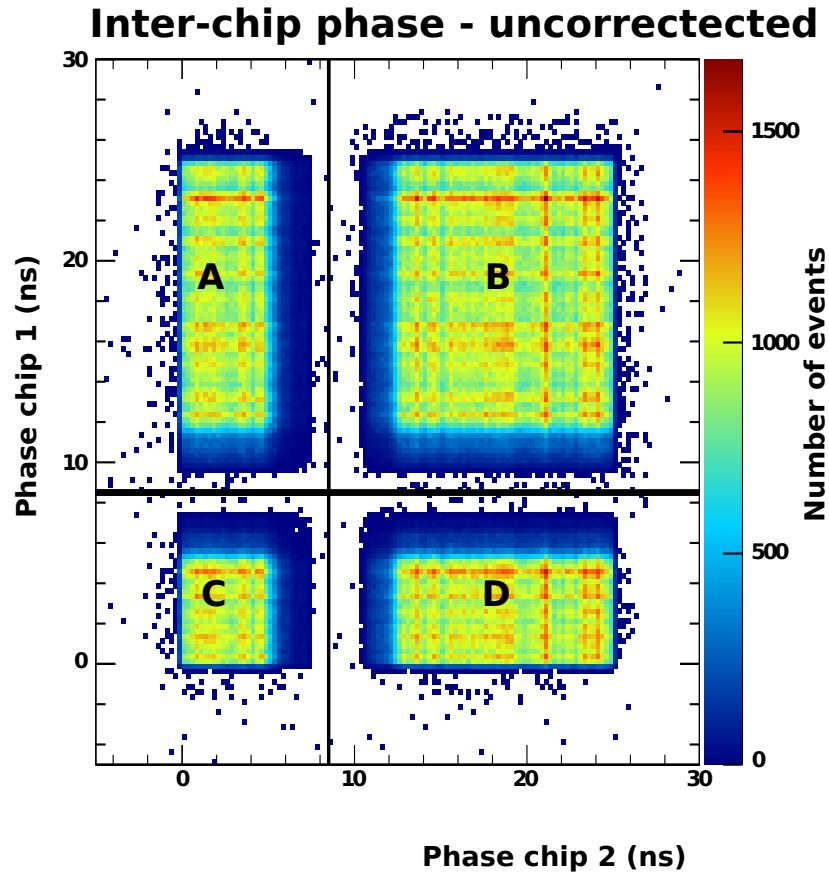 Inter-chip phase - uncorrectected
30
20
10
0
Phase chip 1 (ns)
A
B
C
D
0
10
20
30
Phase chip 2 (ns)
1500
1000
500
0
Number of events